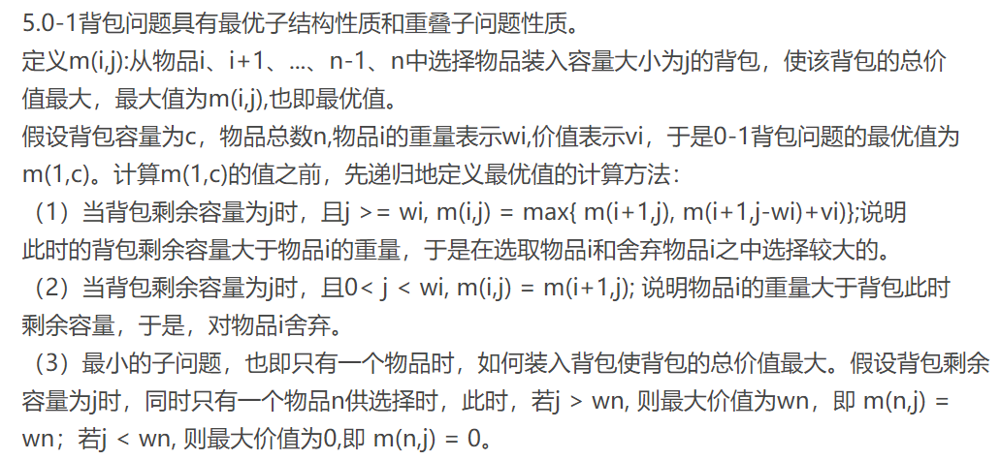 5.0-1背包问题具有最优子结构性质和重叠子问题性质。
定义m(i,j):从物品i、i+1、...、n-1、n中选择物品装入容量大小为j的背包，使该背包的总价
值最大，最大值为m(i,j),也即最优值。
假设背包容量为c，物品总数n,物品i的重量表示wi,价值表示vi，于是0-1背包问题的最优值为
m(1,c)。计算m(1,c)的值之前，先递归地定义最优值的计算方法：
（1）当背包剩余容量为j时，且j >= wi, m(i,j) = max{ m(i+1,j), m(i+1,j-wi)+vi)};说明
此时的背包剩余容量大于物品i的重量，于是在选取物品i和舍弃物品i之中选择较大的。
（2）当背包剩余容量为j时，且0< j < wi, m(i,j) = m(i+1,j); 说明物品i的重量大于背包此时
剩余容量，于是，对物品i舍弃。
（3）最小的子问题，也即只有一个物品时，如何装入背包使背包的总价值最大。假设背包剩余
容量为j时，同时只有一个物品n供选择时，此时，若j > wn, 则最大价值为wn，即 m(n,j) =
wn；若j < wn, 则最大价值为0,即 m(n,j) = 0。